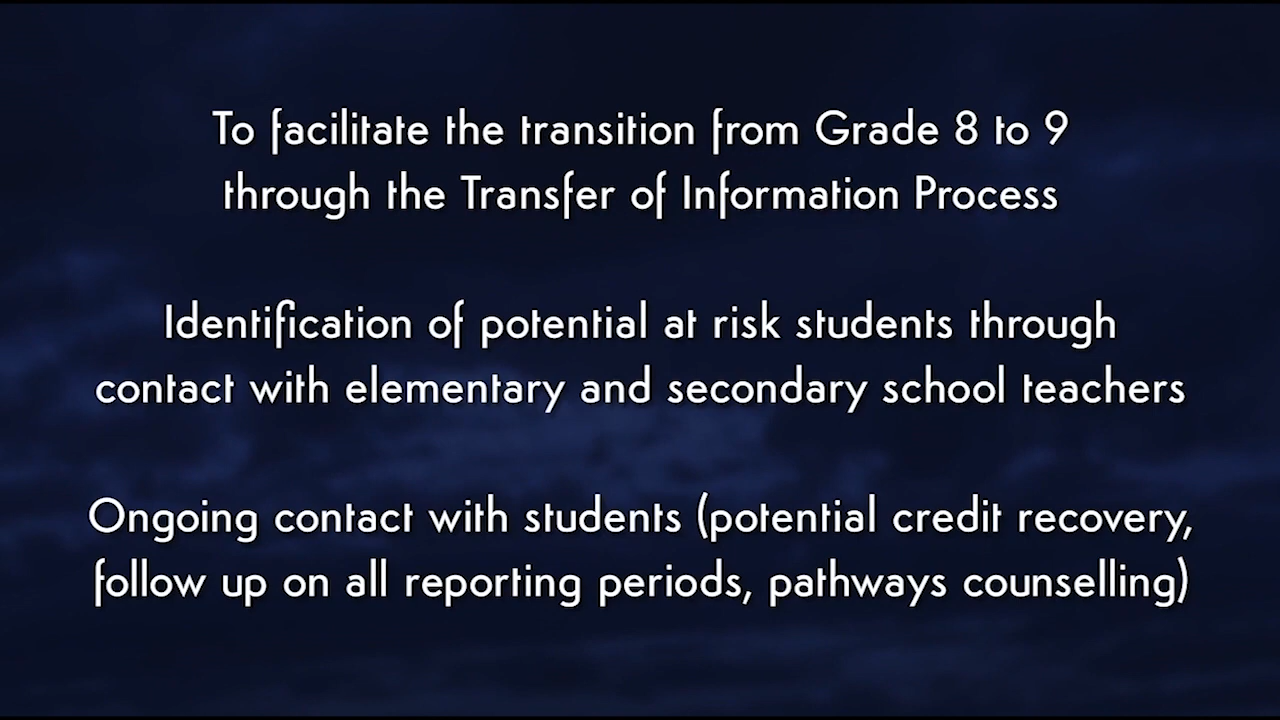 To facilitate the transition from Grade 8 to 9
through the Transfer of Information Process
Identification of potential at risk students through
contact with elementary and secondary school teachers
Ongoing contact with students (potential credit recovery,
follow up on all reporting periods, pathways counselling)